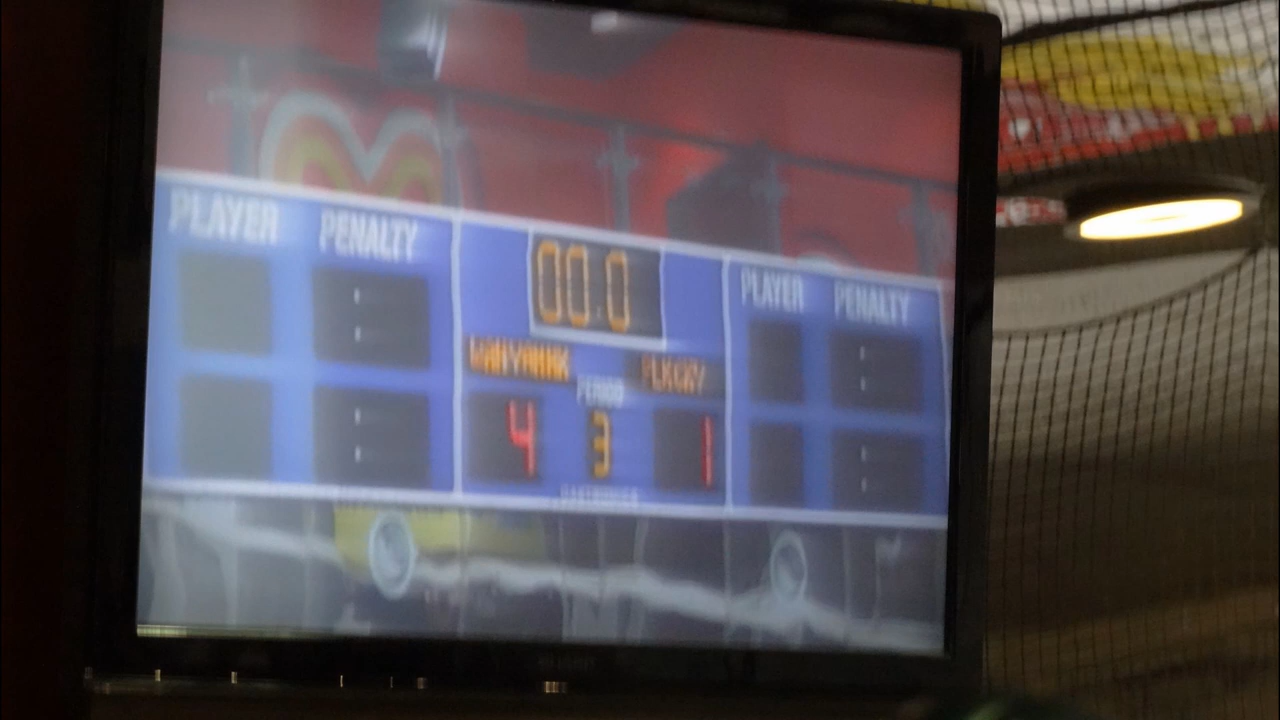 PLAYER PENALTY
00.0
PLAYER PENALTY
PERIOD
4 3 1